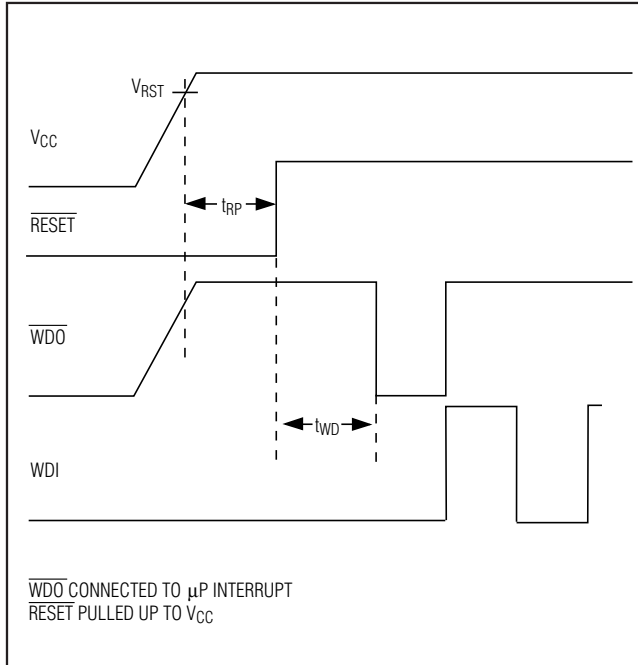 VRST
VCC
tRP
RESET
WDO
tWD
WDI
WDO CONNECTED TO μP INTERRUPT
RESET PULLED UP TO VCC